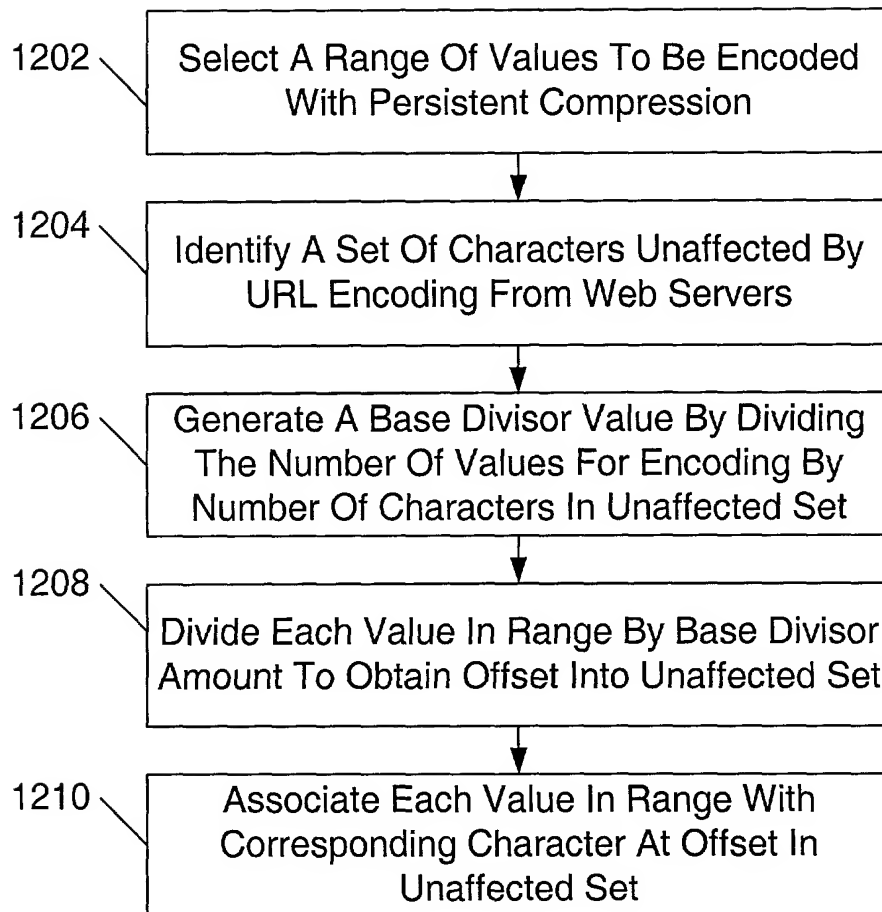 1202
Select A Range Of Values To Be Encoded
With Persistent Compression
1204
Identify A Set Of Characters Unaffected By
URL Encoding From Web Servers
1206
Generate A Base Divisor Value By Dividing
The Number Of Values For Encoding By
Number Of Characters In Unaffected Set
1208
Divide Each Value In Range By Base Divisor
Amount To Obtain Offset Into Unaffected Set
1210
Associate Each Value In Range With
Corresponding Character At Offset In
Unaffected Set